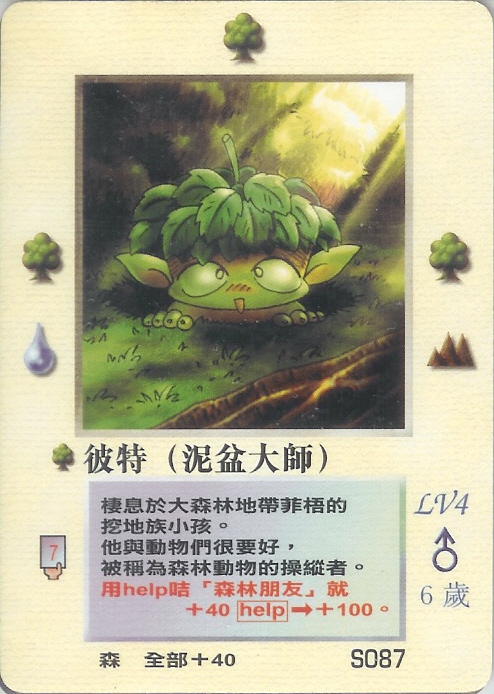 彼特（泥盆大師）
棲息於大森林地帶菲梧的
挖地族小孩。
他與動物們很要好，
被稱為森林動物的操縱者。
用help咭「森林朋友」就
+40 help➡+100。
LV4
♂
6 歲
7
森　全部+40
S087